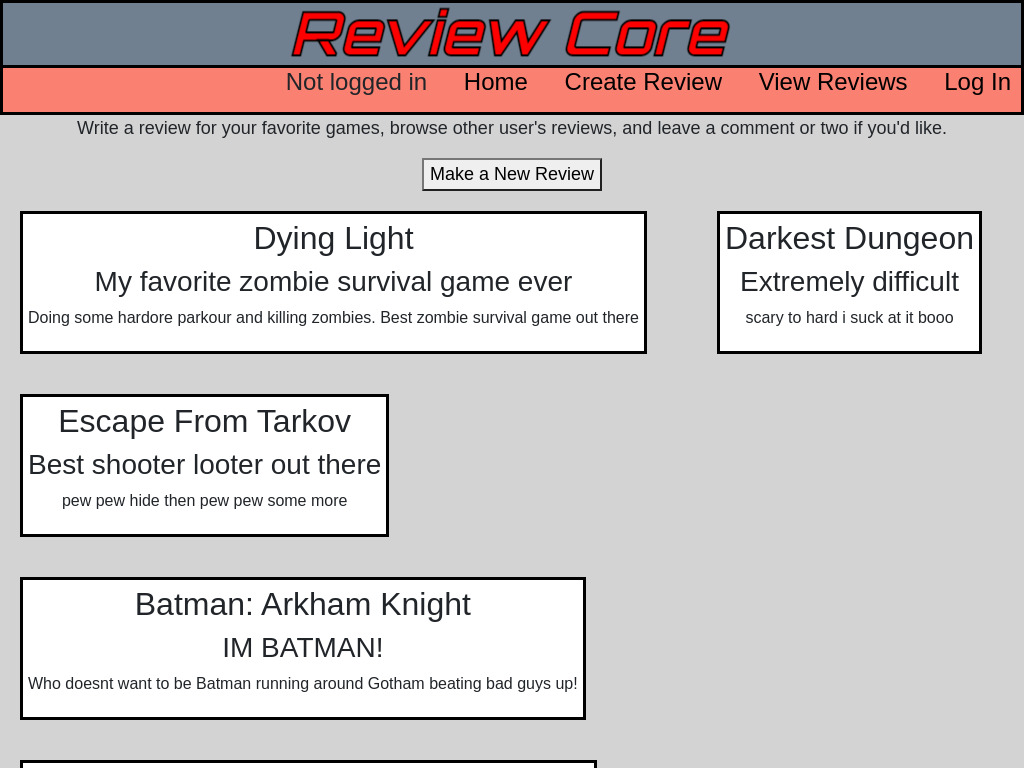 Review Core
Not logged in Home Create Review View Reviews Log In
Write a review for your favorite games, browse other user's reviews, and leave a comment or two if you'd like.
Make a New Review
Dying Light
My favorite zombie survival game ever
Doing some hardore parkour and killing zombies. Best zombie survival game out there
Darkest Dungeon
Extremely difficult
scary to hard i suck at it booo
Escape From Tarkov
Best shooter looter out there
pew pew hide then pew pew some more
Batman: Arkham Knight
IM BATMAN!
Who doesnt want to be Batman running around Gotham beating bad guys up!